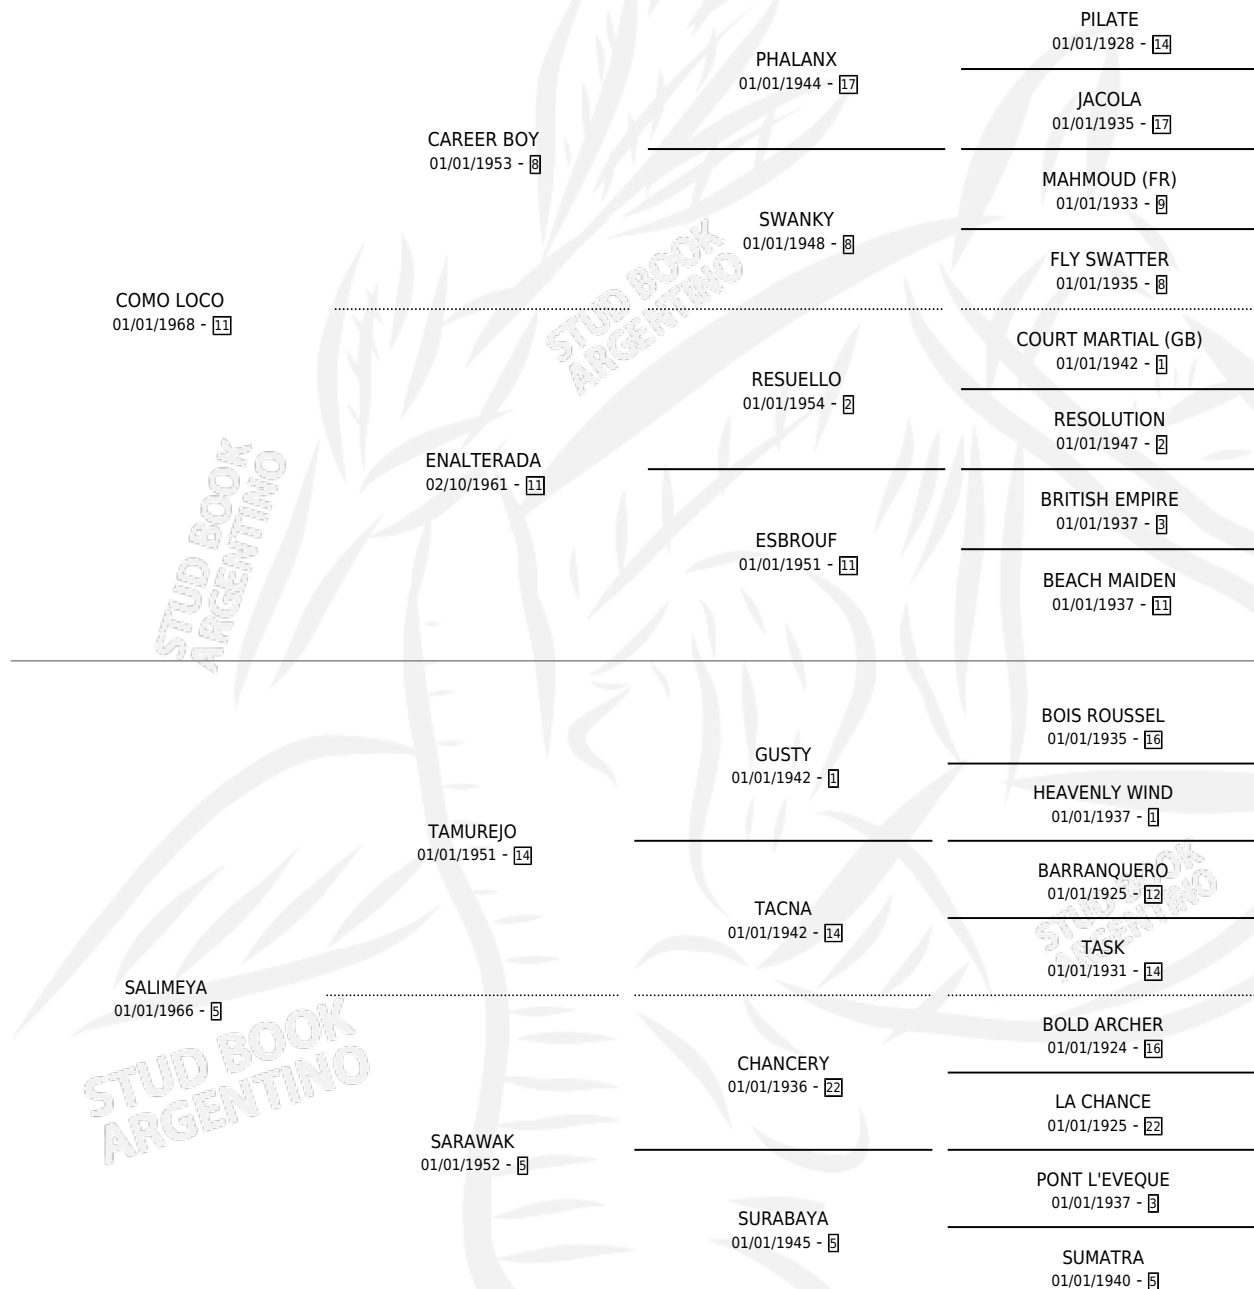 PILATE
01/01/1928 - 14
PHALANX
01/01/1944 - 17
JACOLA
01/01/1935 - 17
CAREER BOY
01/01/1953 - 8
MAHMOUD (FR)
01/01/1933 - 9
SWANKY
01/01/1948 - 8
FLY SWATTER
01/01/1935 - 8
COMO LOCO
01/01/1968 - 11
COURT MARTIAL (GB)
01/01/1942 - 1
RESUELLO
01/01/1954 - 2
RESOLUTION
01/01/1947 - 2
ENALTERADA
02/10/1961 - 11
BRITISH EMPIRE
01/01/1937 - 3
ESBROUF
01/01/1951 - 11
BEACH MAIDEN
01/01/1937 - 11
BOIS ROUSSEL
01/01/1935 - 16
GUSTY
01/01/1942 - 1
HEAVENLY WIND
01/01/1937 - 1
TAMUREJO
01/01/1951 - 14
BARRANQUERO
01/01/1925 - 12
TACNA
01/01/1942 - 14
TASK
01/01/1931 - 14
SALIMEYA
01/01/1966 - 5
BOLD ARCHER
01/01/1924 - 16
CHANCERY
01/01/1936 - 22
LA CHANCE
01/01/1925 - 22
SARAWAK
01/01/1952 - 5
PONT L'EVEQUE
01/01/1937 - 3
SURABAYA
01/01/1945 - 5
SUMATRA
01/01/1940 - 5
STUD BOOK
ARGENTINO
STUD BOOK
ARGENTINO
STUD BOOK
ARGENTINO
STUD BOOK
ARGENTINO